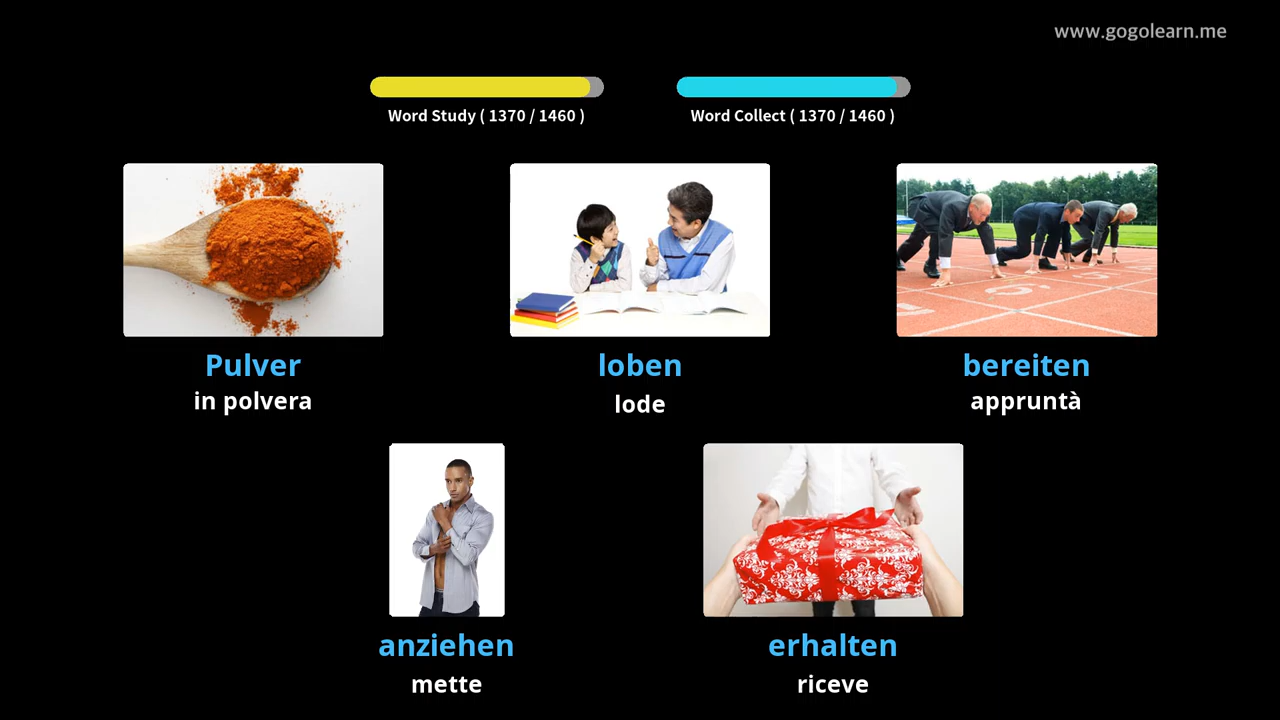 www.gogolearn.me
Word Study ( 1370 / 1460 )
Word Collect ( 1370 / 1460 )
Pulver
in polvera
loben
lode
bereiten
appruntà
anziehen
mette
erhalten
riceve